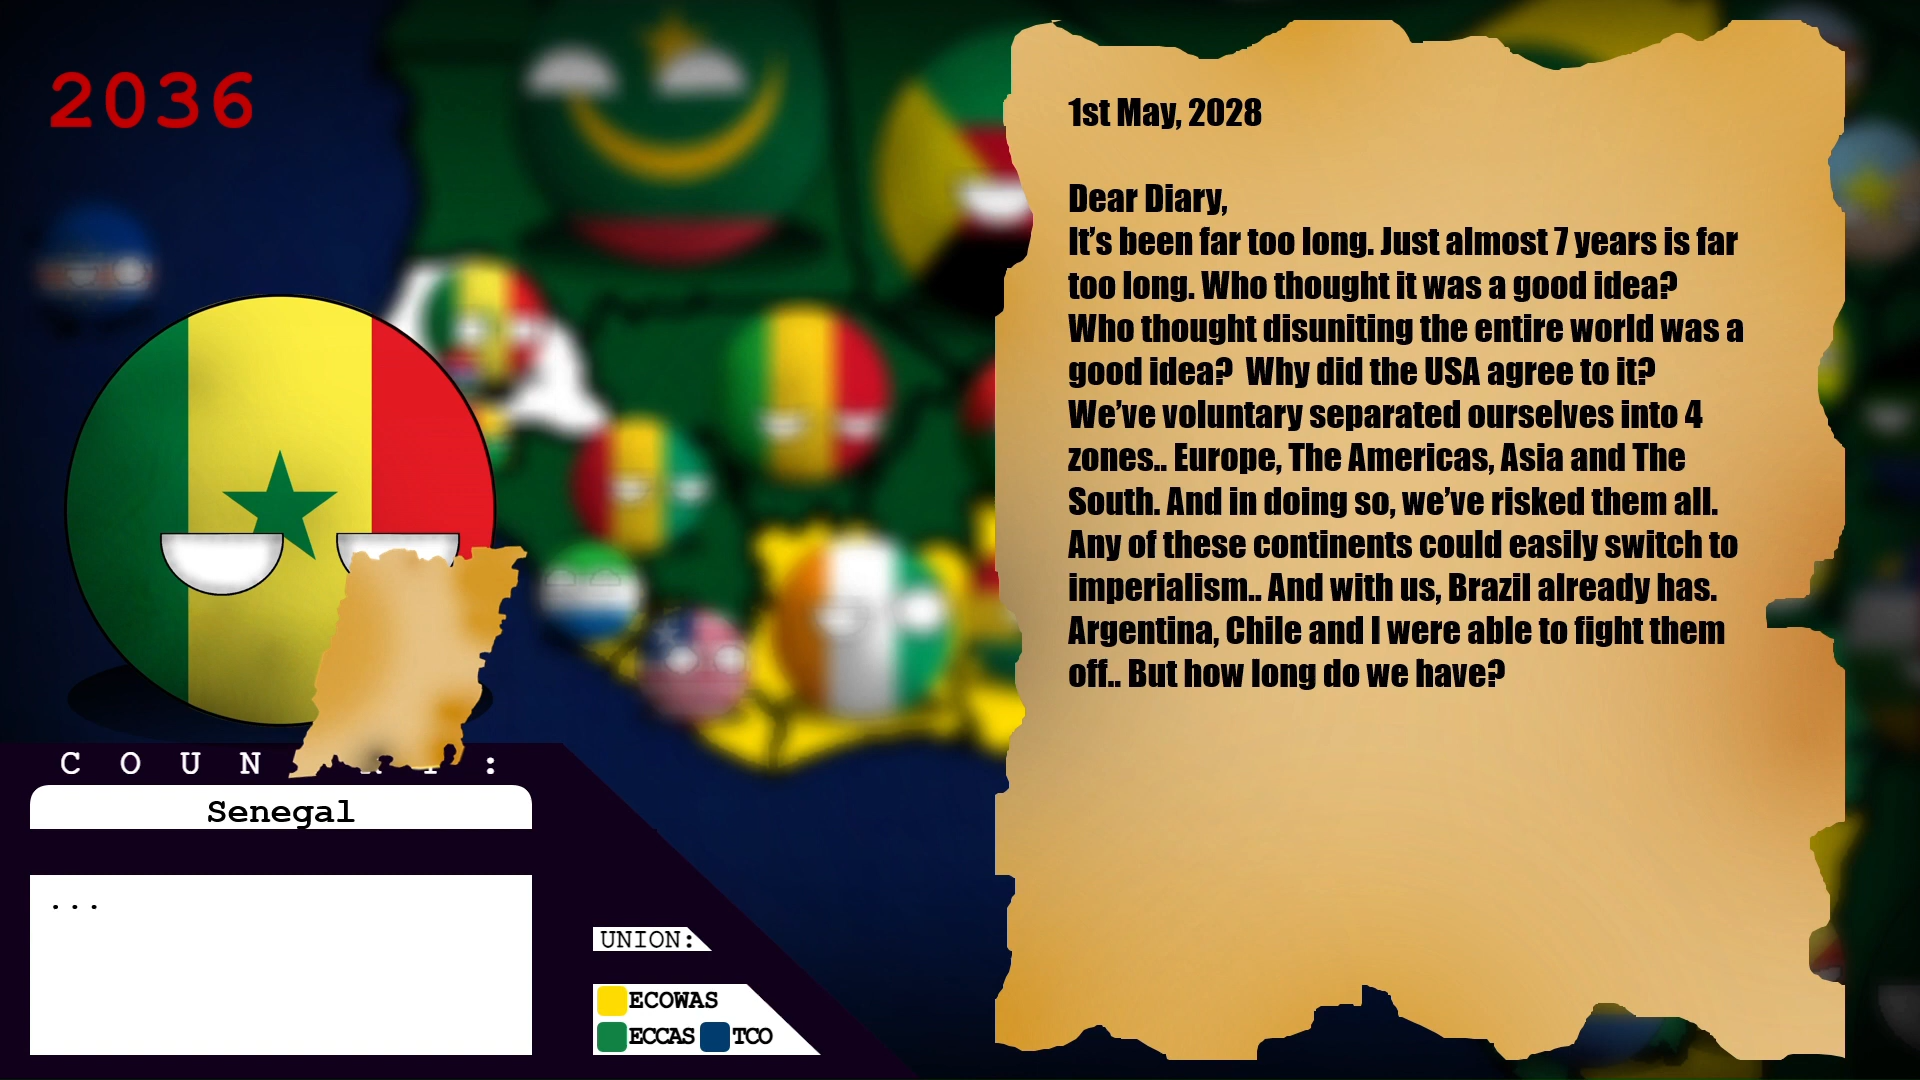 2036
1st May, 2028
Dear Diary,
It’s been far too long. Just almost 7 years is far
too long. Who thought it was a good idea?
Who thought disuniting the entire world was a
good idea?  Why did the USA agree to it?
We’ve voluntary separated ourselves into 4
zones.. Europe, The Americas, Asia and The
South. And in doing so, we’ve risked them all.
Any of these continents could easily switch to
imperialism.. And with us, Brazil already has.
Argentina, Chile and I were able to fight them
off.. But how long do we have?
Senegal
...
UNION:
ECOWAS
ECCAS TCO